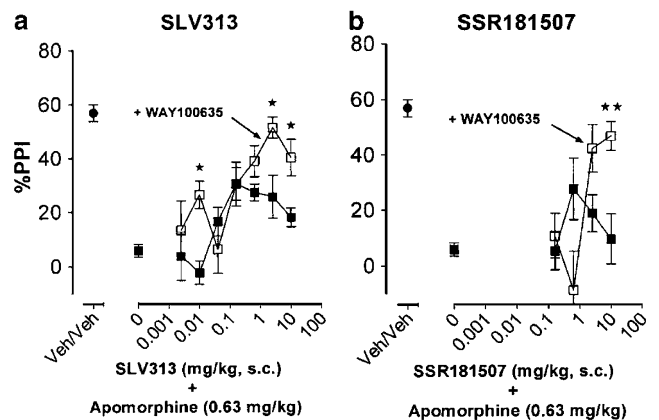 a
SLV313
80
60
40
20
0
%PPI
+ WAY100635
★
★
★
Veh/Veh
0
0.001
0.01
0.1
1
10
100
SLV313 (mg/kg, s.c.)
+
Apomorphine (0.63 mg/kg)
b
SSR181507
80
60
40
20
0
+ WAY100635
★★
Veh/Veh
0
0.001
0.01
0.1
1
10
100
SSR181507 (mg/kg, s.c.)
+
Apomorphine (0.63 mg/kg)